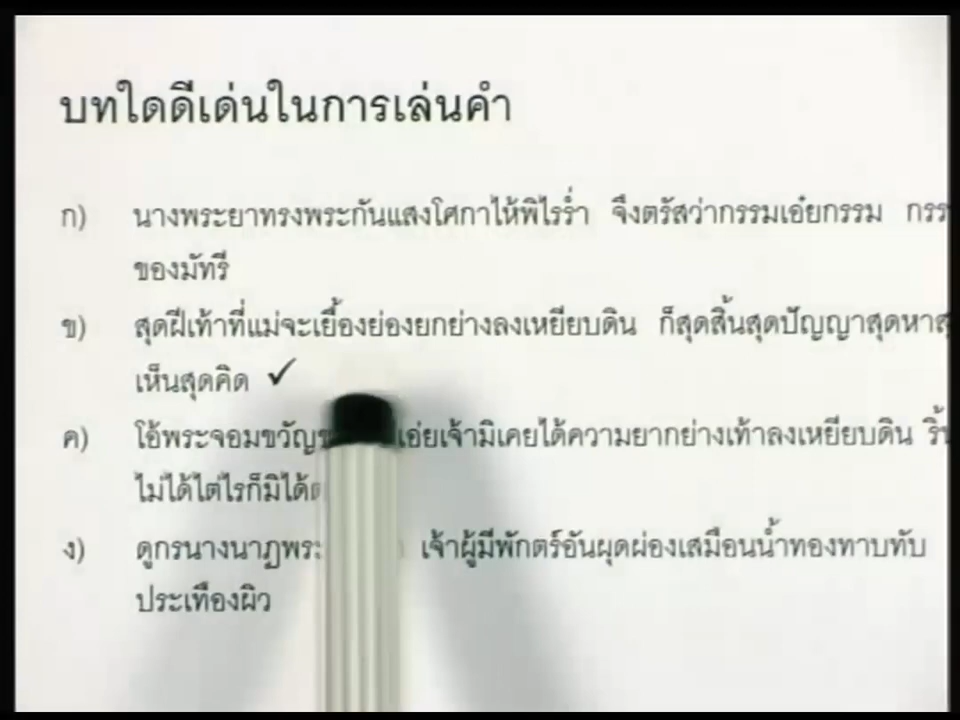 บทใดดีเด่นในการเล่นคำ
ก) นางพระยาทรงพระกันแสงโศกาไห้พิไรร่ำ จึงตรัสว่ากรรมเอ๋ยกรรม
ของมัทรี
ข) สุดฝีเท้าที่แม่จะเยื้องย่องยกย่างลงเหยียบดิน ก็สุดสิ้นสุดปัญญาสุดหา
เห็นสุดคิด ✓
ค) โอ้พระจอมขวัญ เอ่ยเจ้ามิเคยได้ความยากย่างเท้าลงเหยียบดิน
ไม่ได้ไต่ไรก็มิได้
ง) ดูกรนางนาฏพระ เจ้าผู้มีพักตร์อันผุดผ่องเสมือนน้ำทองทาบทับ
ประเทืองผิว